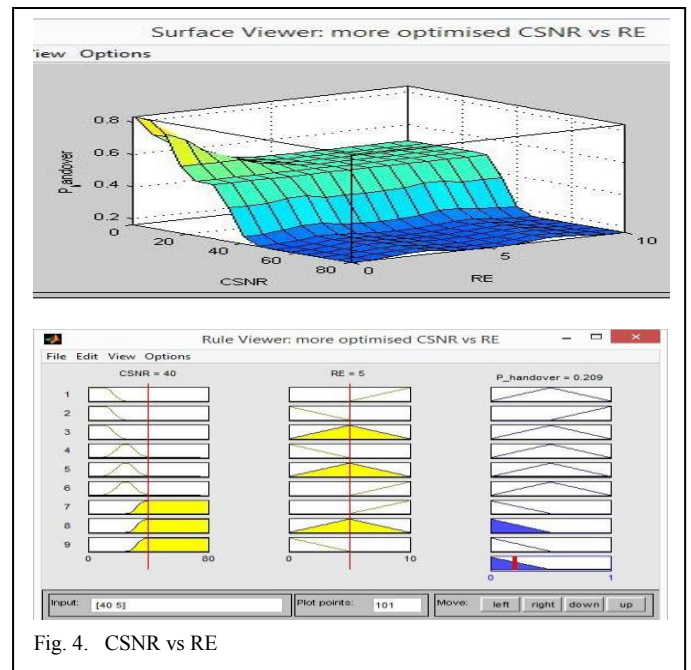 Surface Viewer: more optimised CSNR vs RE
iew Options
0.8
0.6
0.4
0.2
P_handover
0
20
40
60
80
CSNR
0
5
10
RE
Rule Viewer: more optimised CSNR vs RE
File Edit View Options
CSNR = 40
RE = 5
P_handover = 0.209
1
2
3
4
5
6
7
8
9
0
80
0
10
0
1
Input: [40 5]
Plot points: 101
Move: left right down up
Fig. 4. CSNR vs RE